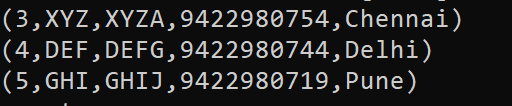 (3,XYZ,XYZA,9422980754,Chennai)
(4,DEF,DEFG,9422980744,Delhi)
(5,GHI,GHIJ,9422980719,Pune)